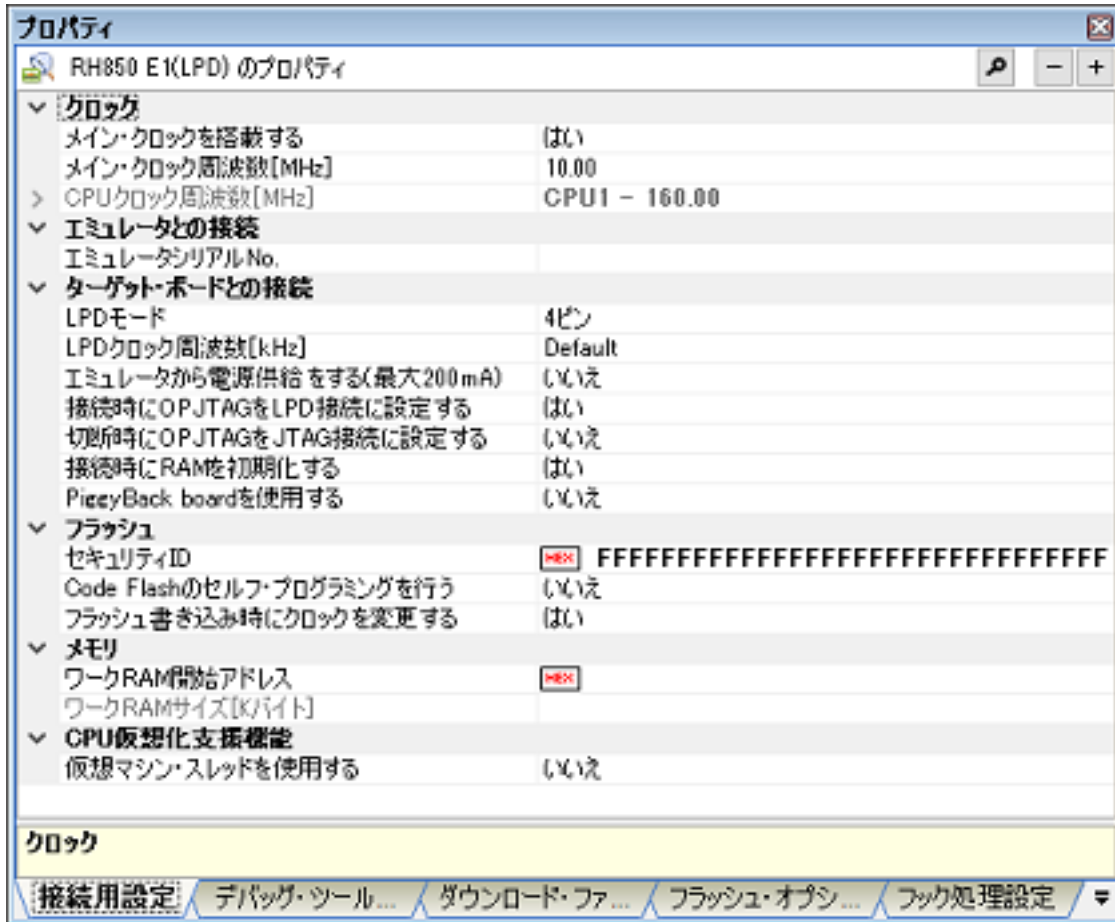 プロパティ
RH850 E1(LPD) のプロパティ
クロック
メイン・クロックを搭載する はい
メイン・クロック周波数[MHz] 10.00
CPUクロック周波数[MHz] CPU1 - 160.00
エミュレータとの接続
エミュレータシリアルNo.
ターゲット・ボードとの接続
LPDモード 4ピン
LPDクロック周波数[kHz] Default
エミュレータから電源供給をする(最大200mA) いいえ
接続時にOPJTAGをLPD接続に設定する はい
切断時にOPJTAGをJTAG接続に設定する いいえ
接続時にRAMを初期化する はい
PiggyBack boardを使用する いいえ
フラッシュ
セキュリティID HEX FFFFFFFFFFFFFFFFFFFFFFFFFFFFFFFF
Code Flashのセルフ・プログラミングを行う いいえ
フラッシュ書き込み時にクロックを変更する はい
メモリ
ワークRAM開始アドレス HEX
ワークRAMサイズ[Kバイト]
CPU仮想化支援機能
仮想マシン・スレッドを使用する いいえ
クロック
接続用設定 デバッグ・ツール... ダウンロード・ファ... フラッシュ・オプシ... フック処理設定